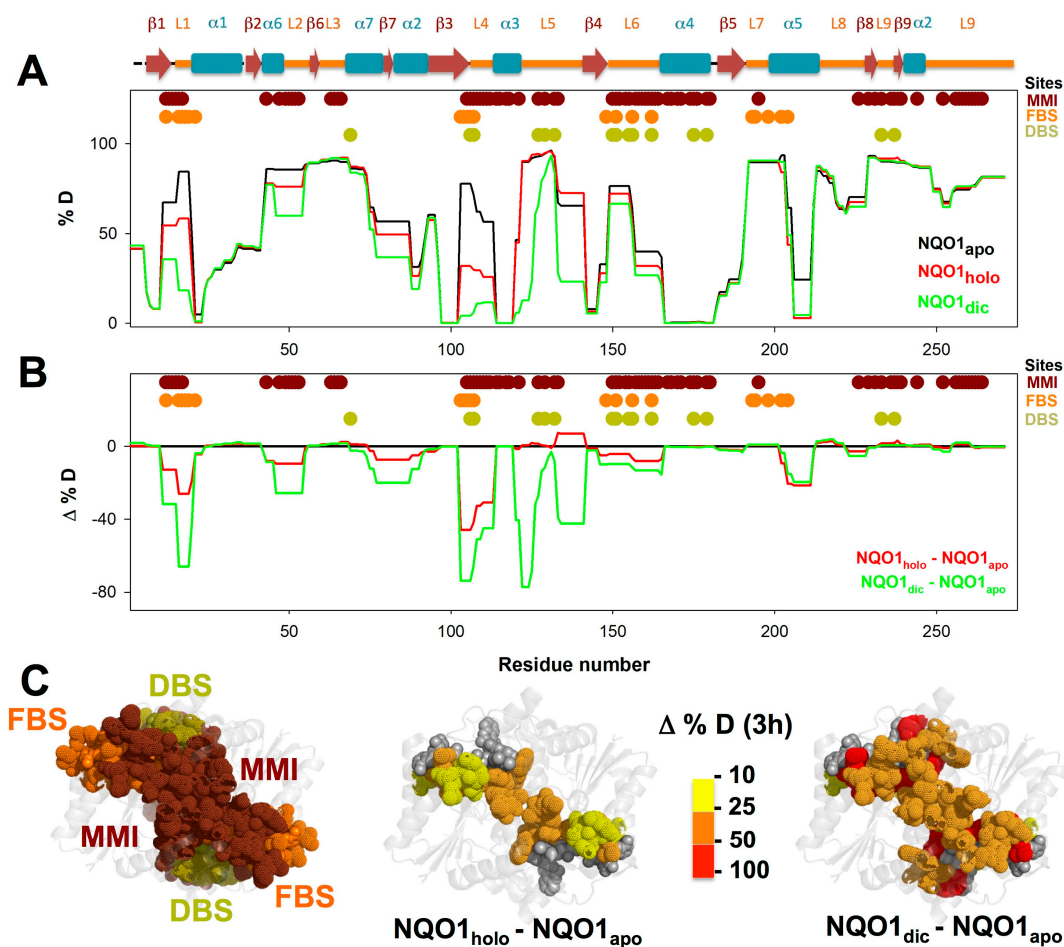 β1 L1 α1 β2 α6 L2 β6 L3 α7 β7 α2 β3 L4 α3 L5 β4 L6 α4 β5 L7 α5 L8 β8 L9 β9 α2 L9
A
Sites
MMI
FBS
DBS
100
50
0
% D
NQO1apo
NQO1holo
NQO1dic
50 100 150 200 250
B
Sites
MMI
FBS
DBS
0
-40
-80
Δ % D
NQO1holo - NQO1apo
NQO1dic - NQO1apo
50 100 150 200 250
Residue number
C
DBS
FBS
MMI
MMI
FBS
DBS
Δ % D (3h)
- 10
- 25
- 50
- 100
NQO1holo - NQO1apo
NQO1dic - NQO1apo